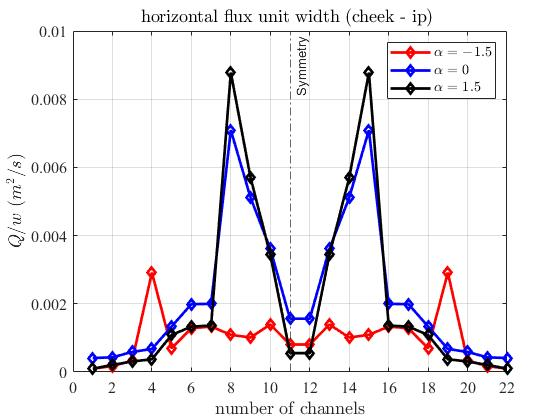 horizontal flux unit width (cheek - ip)
0.01
0.008
0.006
0.004
0.002
0
Q/w (m²/s)
Symmetry
α = −1.5
α = 0
α = 1.5
0 2 4 6 8 10 12 14 16 18 20 22
number of channels